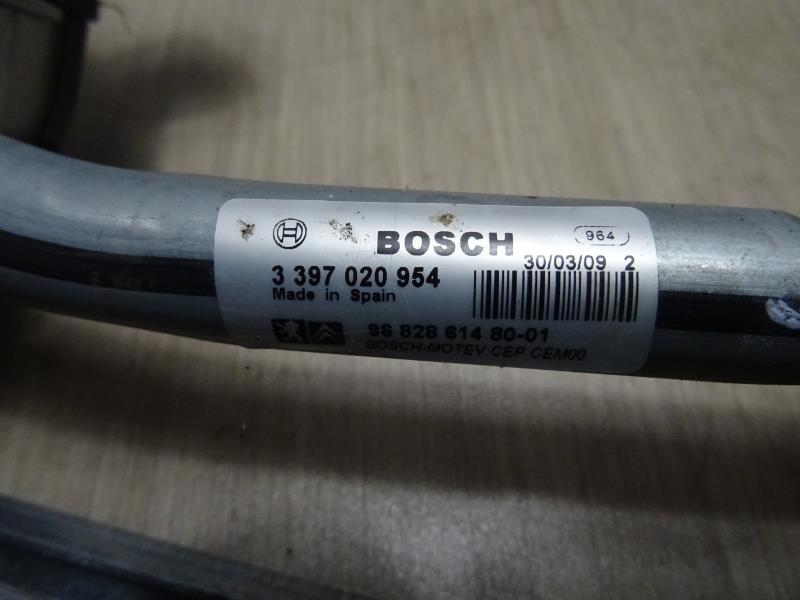 BOSCH
964
3 397 020 954
30/03/09 2
Made in Spain
96 828 614 80-01
BOSCH-MOTEV CEP CEM00